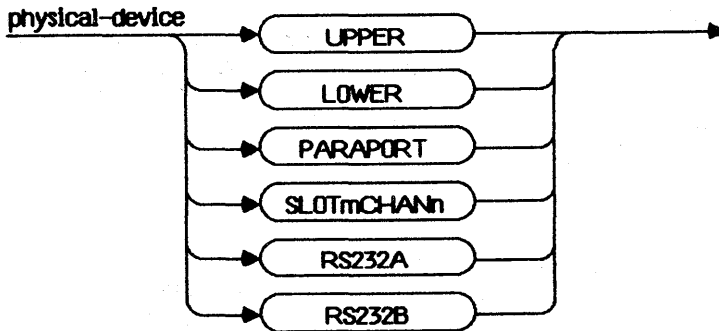 physical-device
UPPER
LOWER
PARAPORT
SLOTmCHANn
RS232A
RS232B